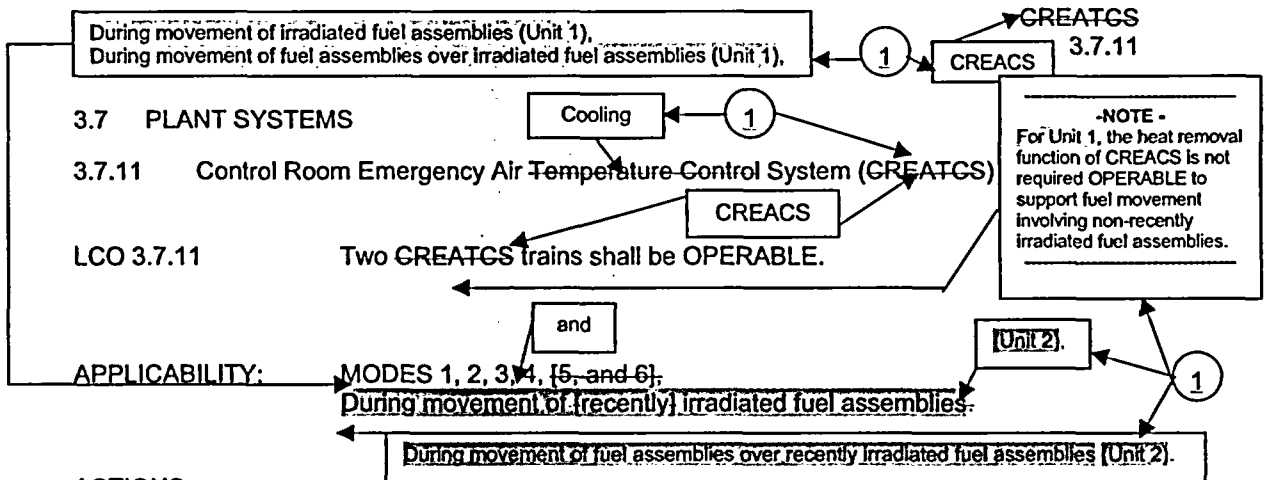 During movement of irradiated fuel assemblies (Unit 1),
During movement of fuel assemblies over irradiated fuel assemblies (Unit 1),
1
CREATCS
CREACS
3.7.11
3.7 PLANT SYSTEMS
Cooling
1
3.7.11 Control Room Emergency Air Temperature Control System (CREATCS)
CREACS
-NOTE -
For Unit 1, the heat removal
function of CREACS is not
required OPERABLE to
support fuel movement
involving non-recently
irradiated fuel assemblies.
LCO 3.7.11 Two CREATCS trains shall be OPERABLE.
and
[Unit 2].
1
APPLICABILITY: MODES 1, 2, 3, 4, [5, and 6],
During movement of [recently] irradiated fuel assemblies.
During movement of fuel assemblies over recently irradiated fuel assemblies [Unit 2].